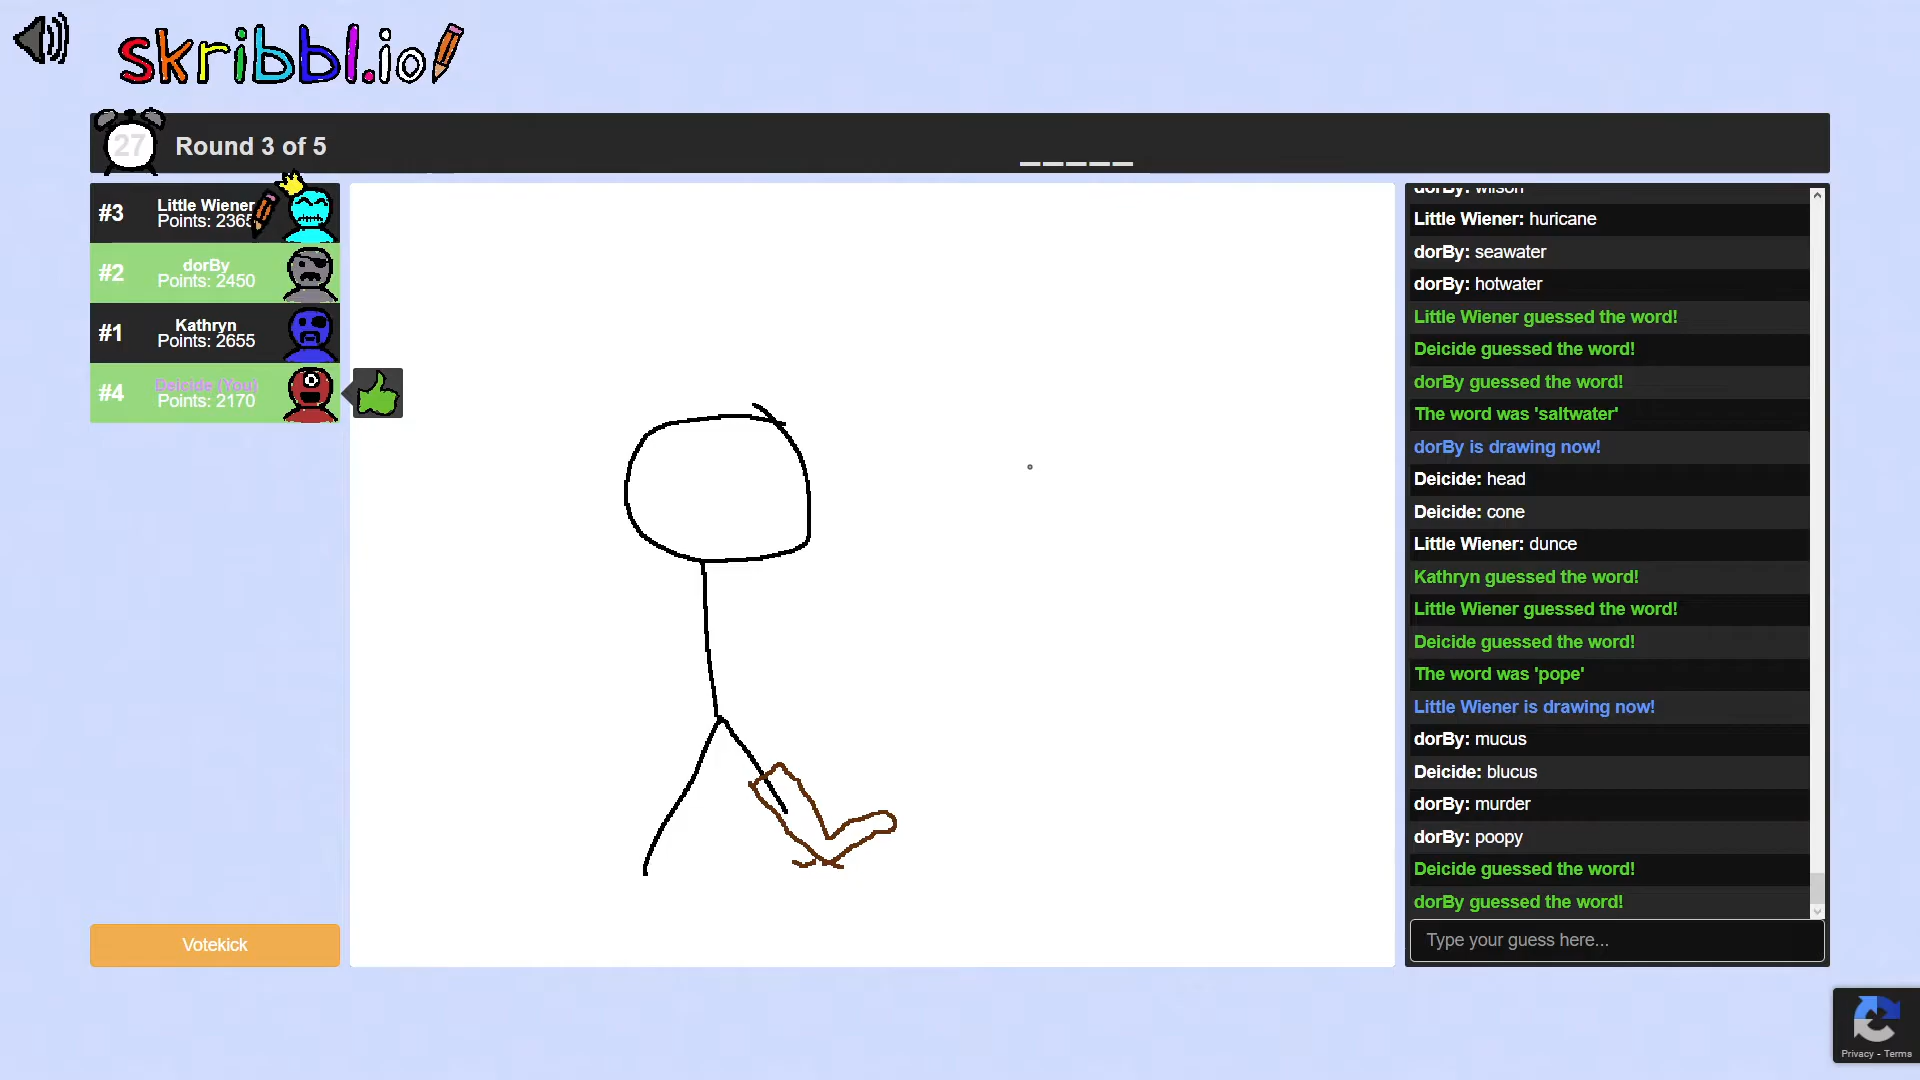 skribbl.io
27
Round 3 of 5
_ _ _ _ _
#3
Little Wiener
Points: 2365
#2
dorBy
Points: 2450
#1
Kathryn
Points: 2655
#4
Deicide (You)
Points: 2170
Votekick
dorBy: wilson
Little Wiener: huricane
dorBy: seawater
dorBy: hotwater
Little Wiener guessed the word!
Deicide guessed the word!
dorBy guessed the word!
The word was 'saltwater'
dorBy is drawing now!
Deicide: head
Deicide: cone
Little Wiener: dunce
Kathryn guessed the word!
Little Wiener guessed the word!
Deicide guessed the word!
The word was 'pope'
Little Wiener is drawing now!
dorBy: mucus
Deicide: blucus
dorBy: murder
dorBy: poopy
Deicide guessed the word!
dorBy guessed the word!
Type your guess here...
Privacy - Terms